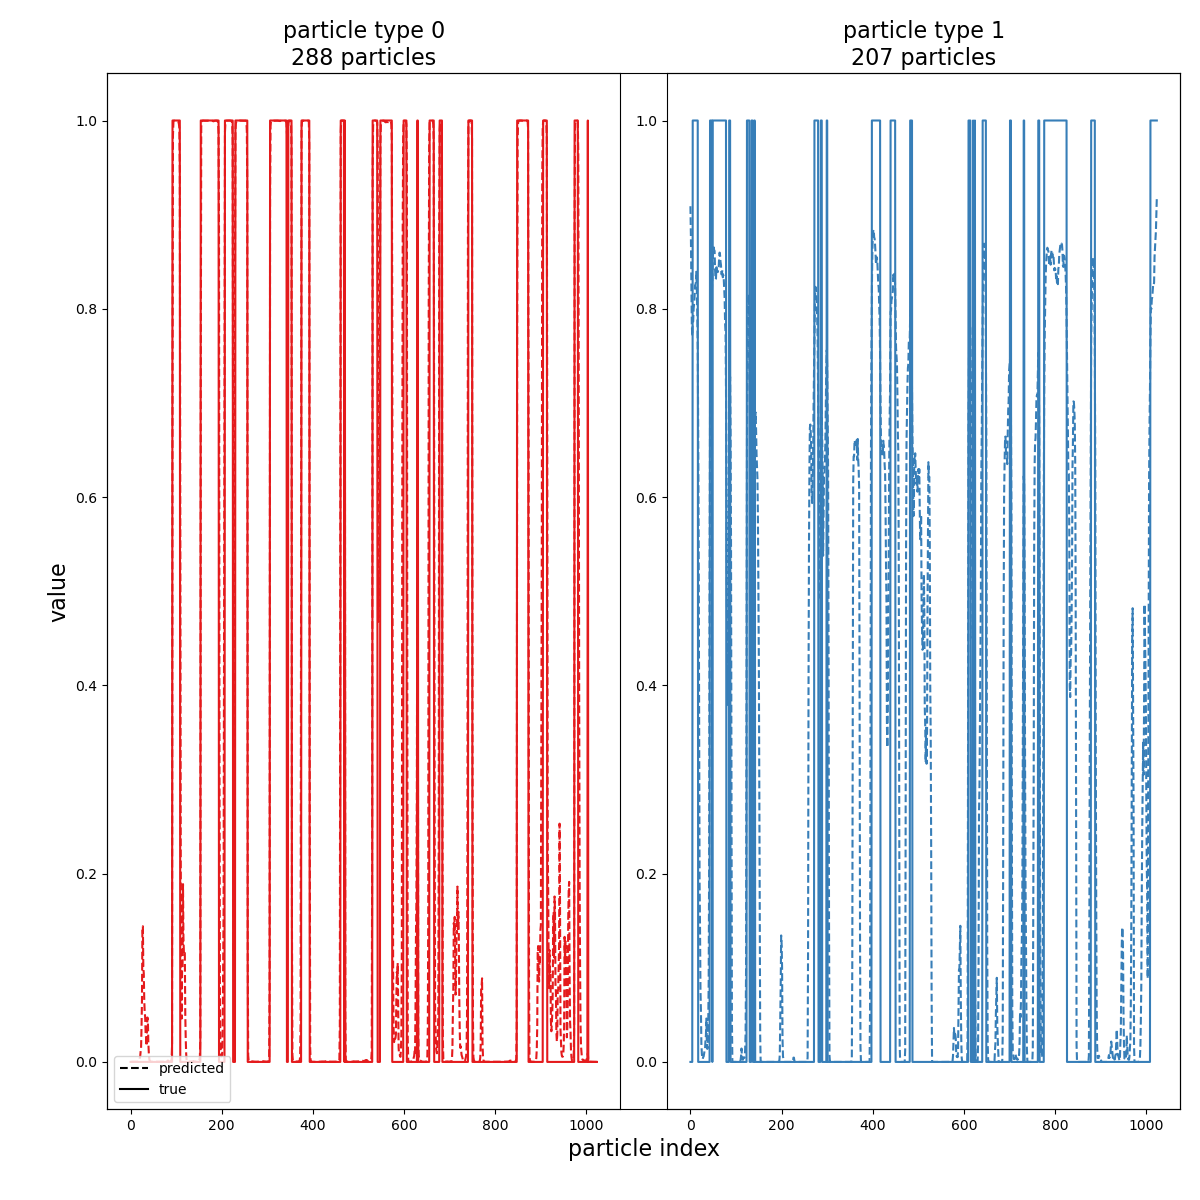 particle type 0
288 particles
particle type 1
207 particles
1.0
0.8
0.6
0.4
0.2
0.0
1.0
0.8
0.6
0.4
0.2
0.0
value
predicted
true
0 200 400 600 800 1000
0 200 400 600 800 1000
particle index